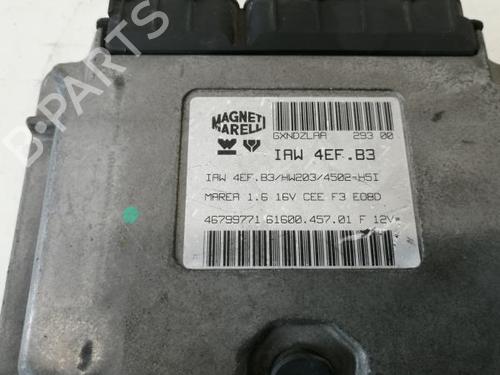 B-PARTS
MAGNETI
MARELLI
GXNDZLAA 293 00
IAW 4EF.B3
IAW 4EF.B3/HW203/4502-H5I
MAREA 1.6 16V CEE F3 EOBD
46799771 61600.457.01 F 12V